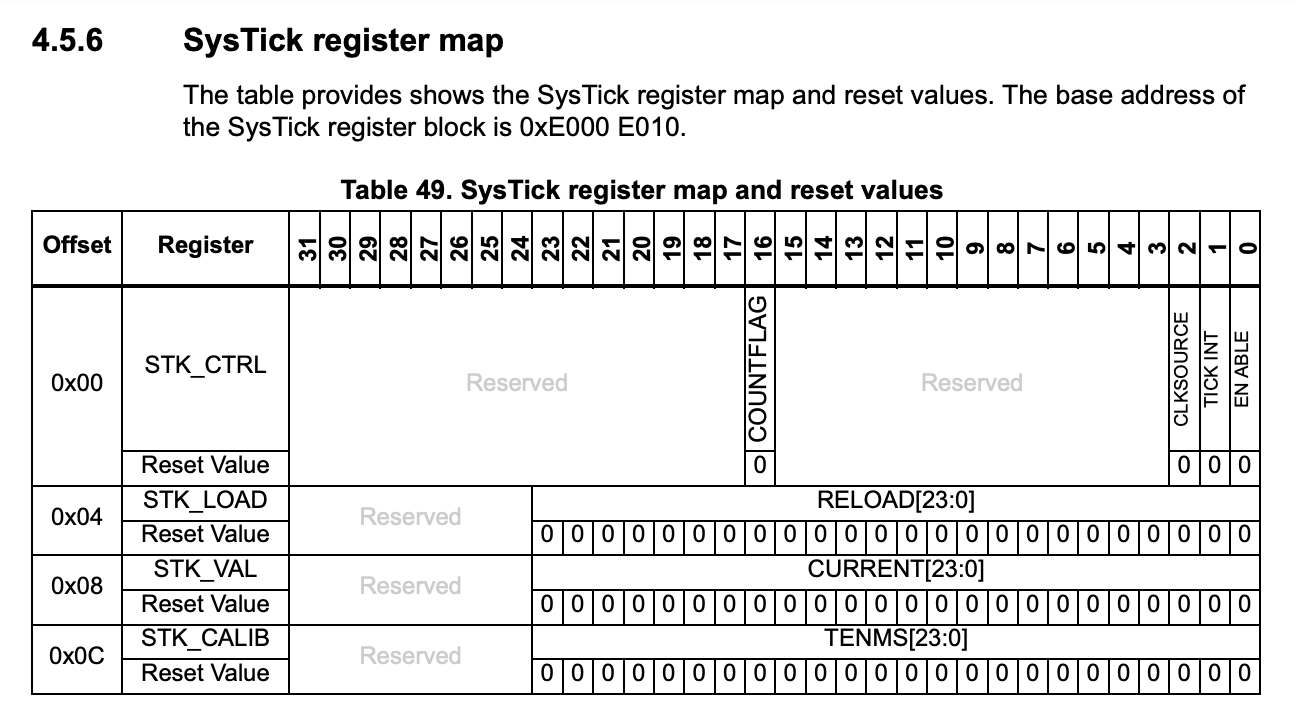 4.5.6 SysTick register map
The table provides shows the SysTick register map and reset values. The base address of
the SysTick register block is 0xE000 E010.
Table 49. SysTick register map and reset values
Offset Register 31 30 29 28 27 26 25 24 23 22 21 20 19 18 17 16 15 14 13 12 11 10 9 8 7 6 5 4 3 2 1 0
0x00 STK_CTRL Reserved COUNTFLAG Reserved CLKSOURCE TICK INT EN ABLE
Reset Value 0 0 0 0
0x04 STK_LOAD Reserved RELOAD[23:0]
Reset Value 0 0 0 0 0 0 0 0 0 0 0 0 0 0 0 0 0 0 0 0 0 0 0 0
0x08 STK_VAL Reserved CURRENT[23:0]
Reset Value 0 0 0 0 0 0 0 0 0 0 0 0 0 0 0 0 0 0 0 0 0 0 0 0
0x0C STK_CALIB Reserved TENMS[23:0]
Reset Value 0 0 0 0 0 0 0 0 0 0 0 0 0 0 0 0 0 0 0 0 0 0 0 0